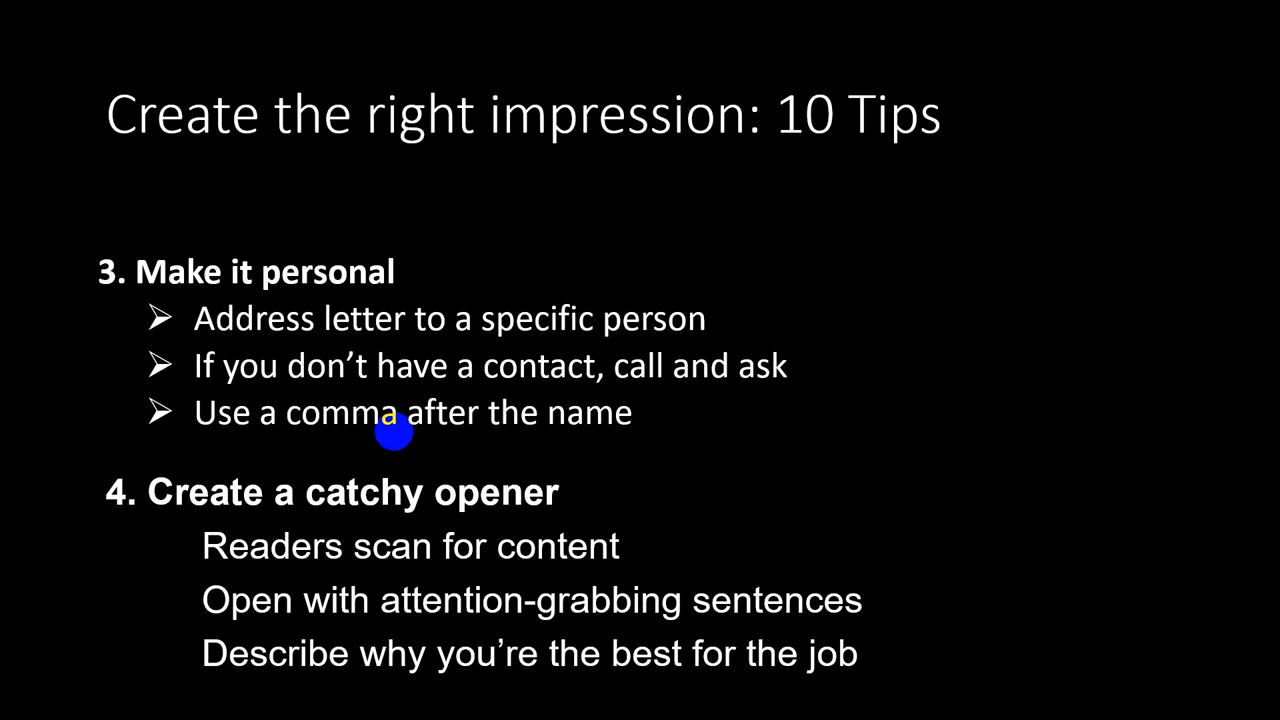 Create the right impression: 10 Tips
3. Make it personal
➢ Address letter to a specific person
➢ If you don’t have a contact, call and ask
➢ Use a comma after the name
4. Create a catchy opener
Readers scan for content
Open with attention-grabbing sentences
Describe why you’re the best for the job